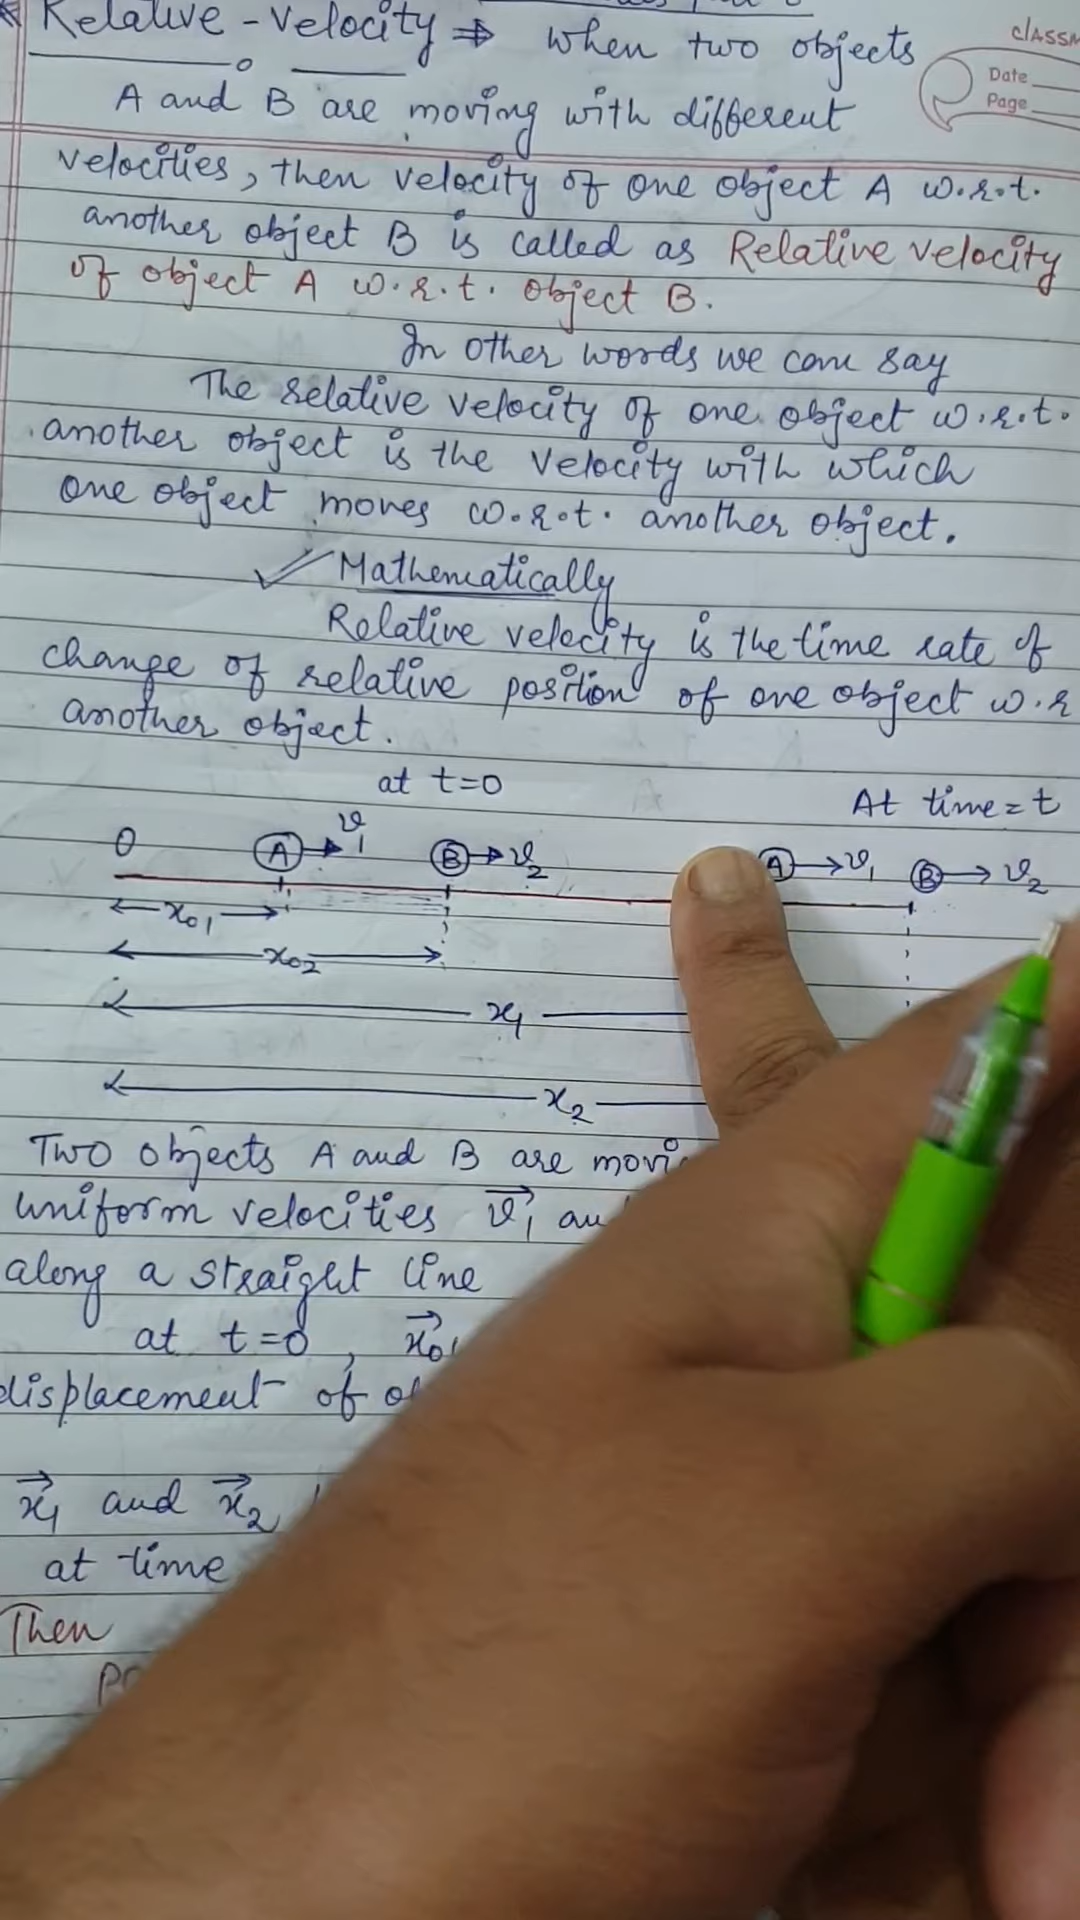 Relative-Velocity ⇒ when two objects
classm
Date
Page
A and B are moving with different
velocities, then velocity of one object A w.r.t.
another object B is called as Relative velocity
of object A w.r.t. object B.
In other words we can say
The relative velocity of one object w.r.t.
another object is the velocity with which
one object moves w.r.t. another object.
✓ Mathematically
Relative velocity is the time rate of
change of relative position of one object w.r
another object.
at t=0
At time = t
O A → v₁ B → v₂ A → v₁ B → v₂
← x₀₁ →
← x₀₂ →
← x₁
← x₂
Two objects A and B are movi
uniform velocities v⃗₁ an
along a straight line
at t=0, x⃗₀₁
displacement of ob
x⃗₁ and x⃗₂
at time
Then